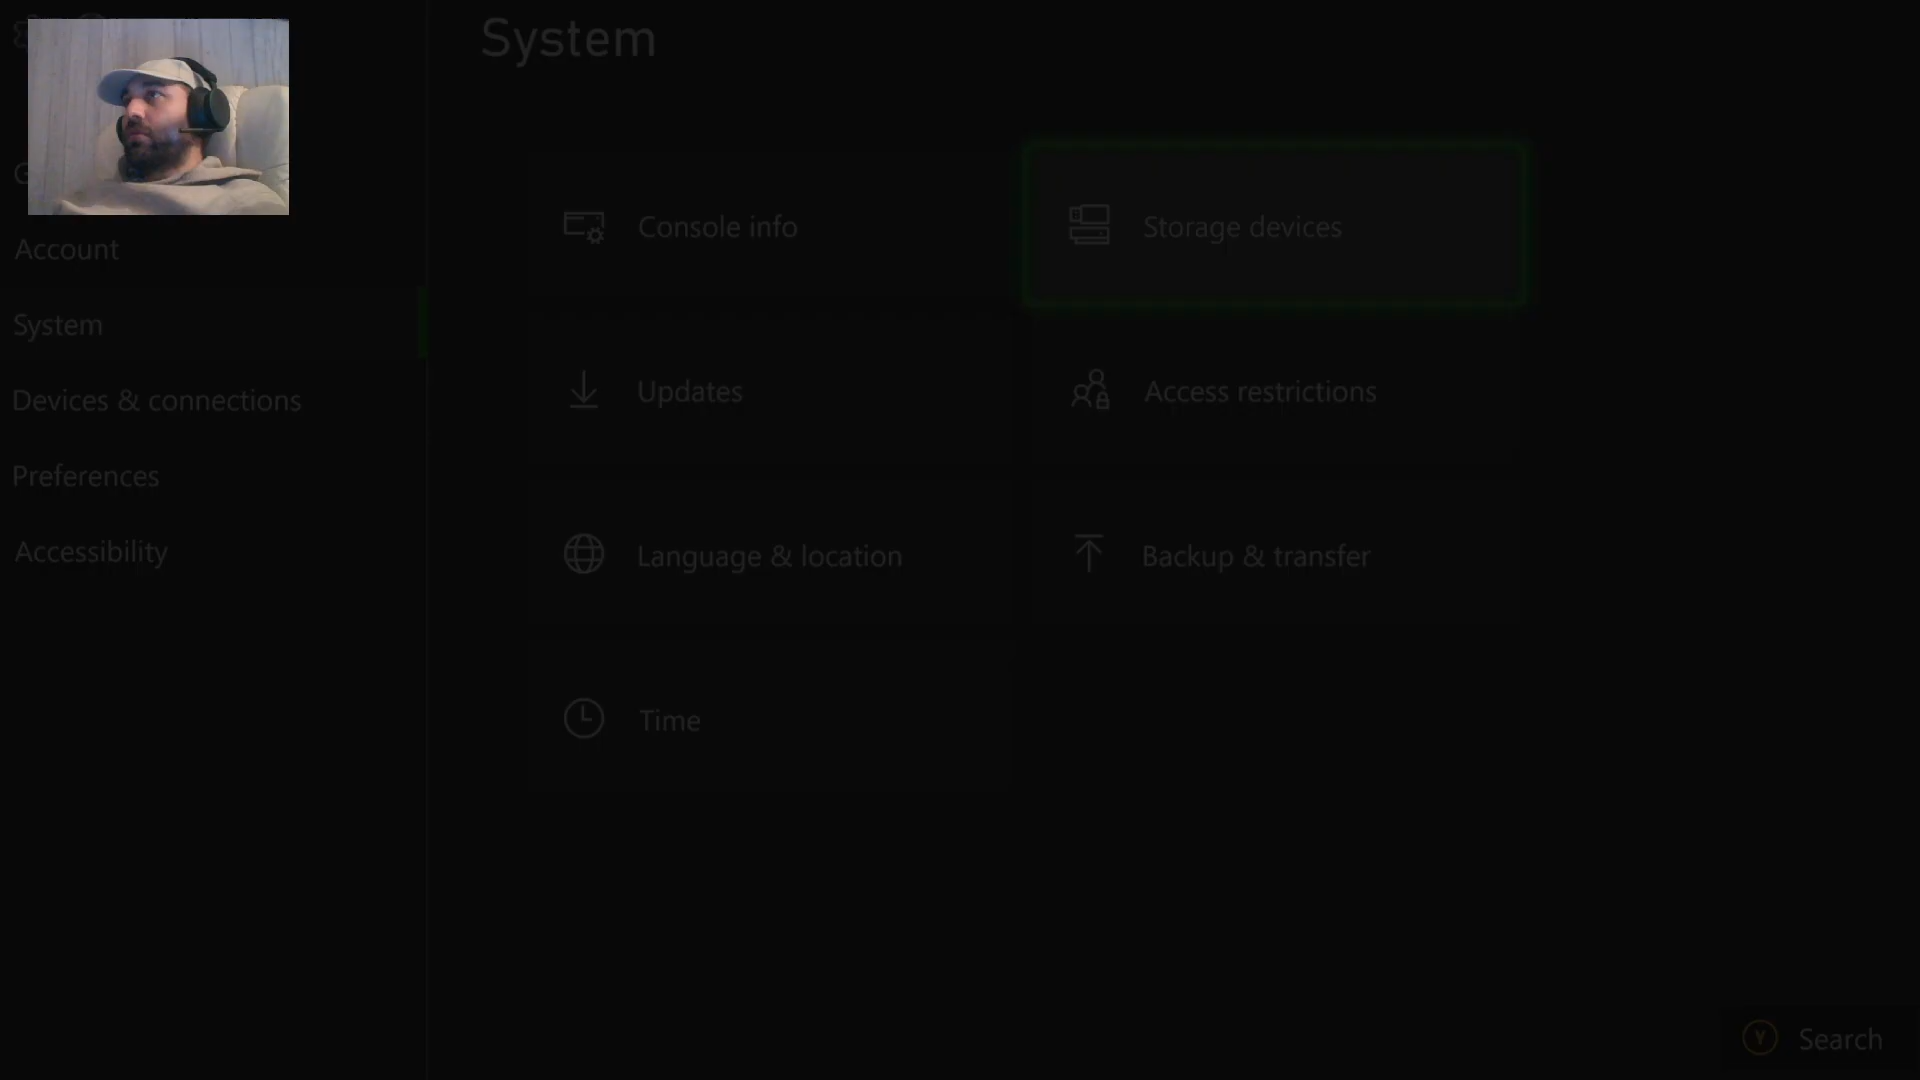 System
G
Account
System
Devices & connections
Preferences
Accessibility
Console info
Storage devices
Updates
Access restrictions
Language & location
Backup & transfer
Time
Y Search